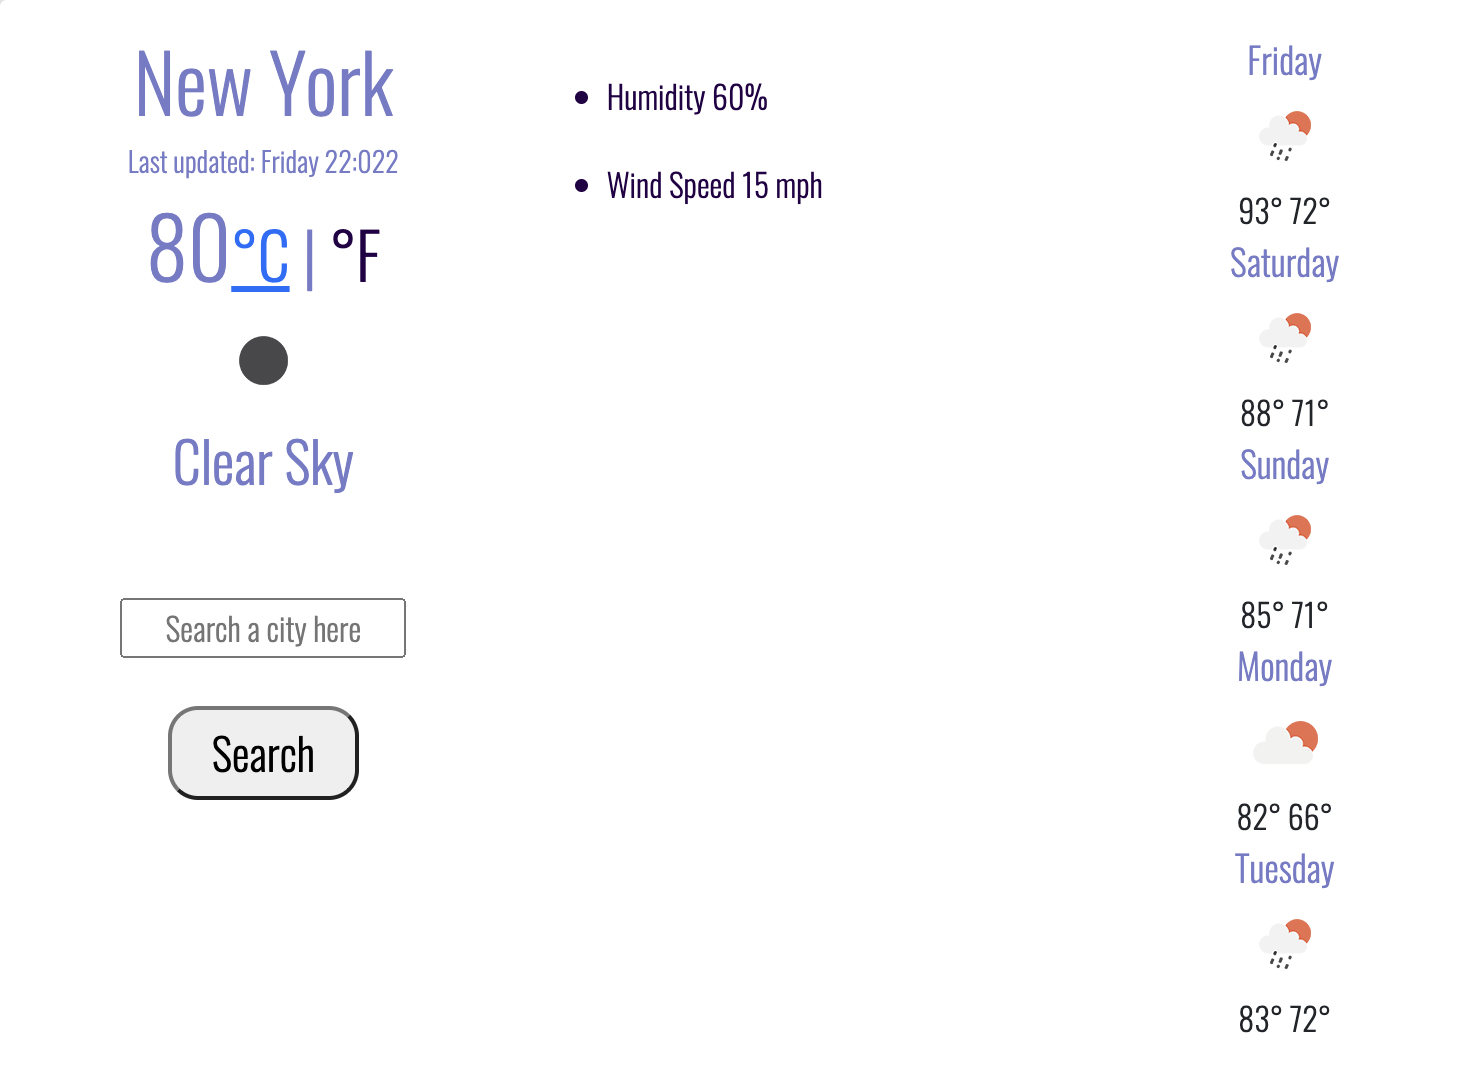 New York
Last updated: Friday 22:022
80°C | °F
Clear Sky
Search a city here
Search
Humidity 60%
Wind Speed 15 mph
Friday
93° 72°
Saturday
88° 71°
Sunday
85° 71°
Monday
82° 66°
Tuesday
83° 72°